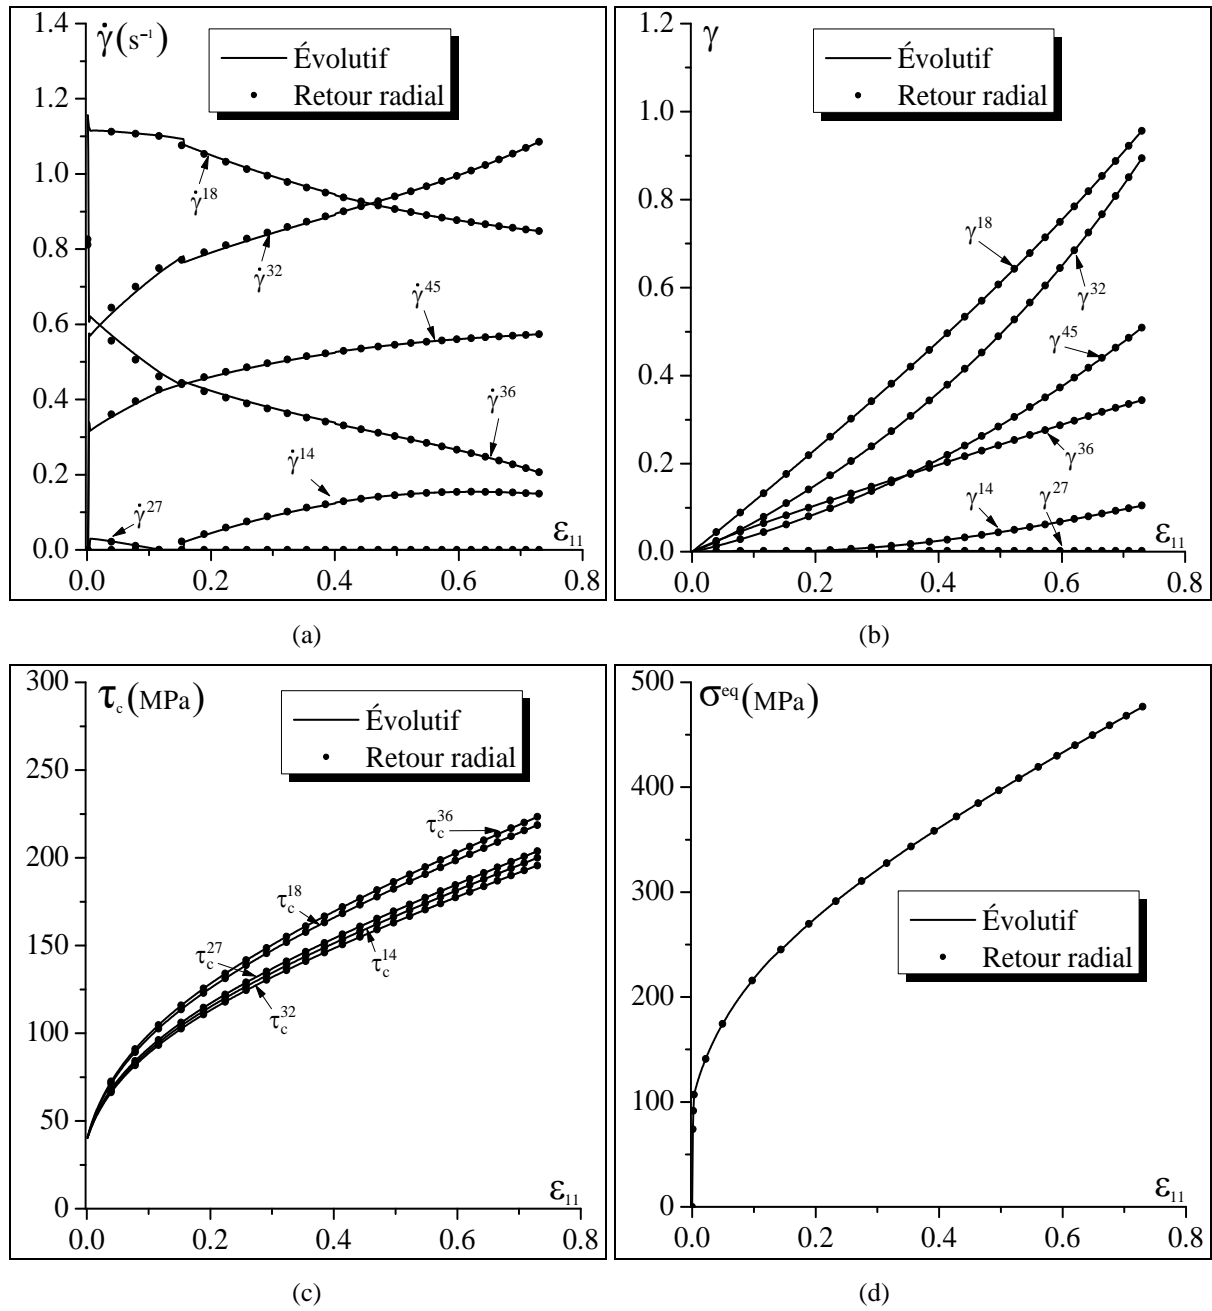 γ̇ (s⁻¹)
Évolutif
Retour radial
1.4
1.2
1.0
0.8
0.6
0.4
0.2
0.0
γ̇¹⁸
γ̇³²
γ̇⁴⁵
γ̇³⁶
γ̇¹⁴
γ̇²⁷
ε₁₁
0.0 0.2 0.4 0.6 0.8
(a)
γ
Évolutif
Retour radial
1.2
1.0
0.8
0.6
0.4
0.2
0.0
γ¹⁸
γ³²
γ⁴⁵
γ³⁶
γ¹⁴ γ²⁷
ε₁₁
0.0 0.2 0.4 0.6 0.8
(b)
τc (MPa)
Évolutif
Retour radial
300
250
200
150
100
50
0
τc³⁶
τc¹⁸
τc²⁷
τc¹⁴
τc³²
ε₁₁
0.0 0.2 0.4 0.6 0.8
(c)
σᵉq (MPa)
500
400
300
200
100
0
Évolutif
Retour radial
ε₁₁
0.0 0.2 0.4 0.6 0.8
(d)